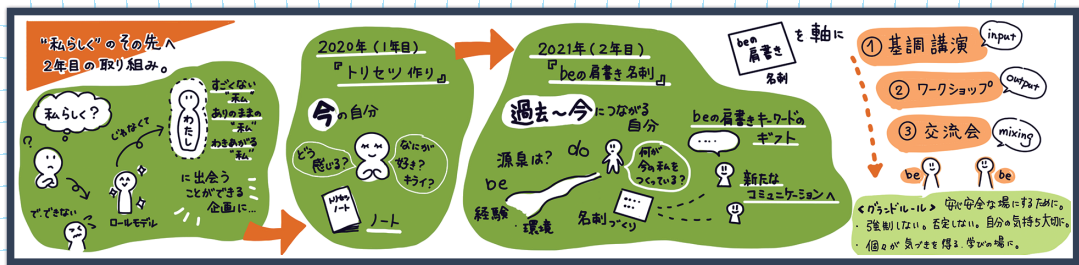 "私らしく"のその先へ
2年目の取り組み。
私らしく?
?
で、できない
じゃなくて
ロールモデル
わたし
すごくない
"私"
ありのままの
"私"
わきあがる
"私"
に出会う
ことができる
企画に…
2020年(1年目)
『トリセツ作り』
今の自分
どう
感じる?
なにが
好き?
キライ?
トリセツ
ノート
ノート
2021年(2年目)
『beの肩書き名刺』
過去〜今につながる
自分
源泉は?
do
be
経験
・環境
何が
今の私を
つくっている?
名刺づくり
beの肩書きキーワードの
ギフト
新たな
コミュニケーションへ
beの
肩書き
名刺
を軸に
① 基調講演
input
② ワークショップ
output
③ 交流会
mixing
be
be
<グランドルール> 安心安全な場にするために。
・強制しない。否定しない。自分の気持ち大切に。
・個々が気づきを得る、学びの場に。